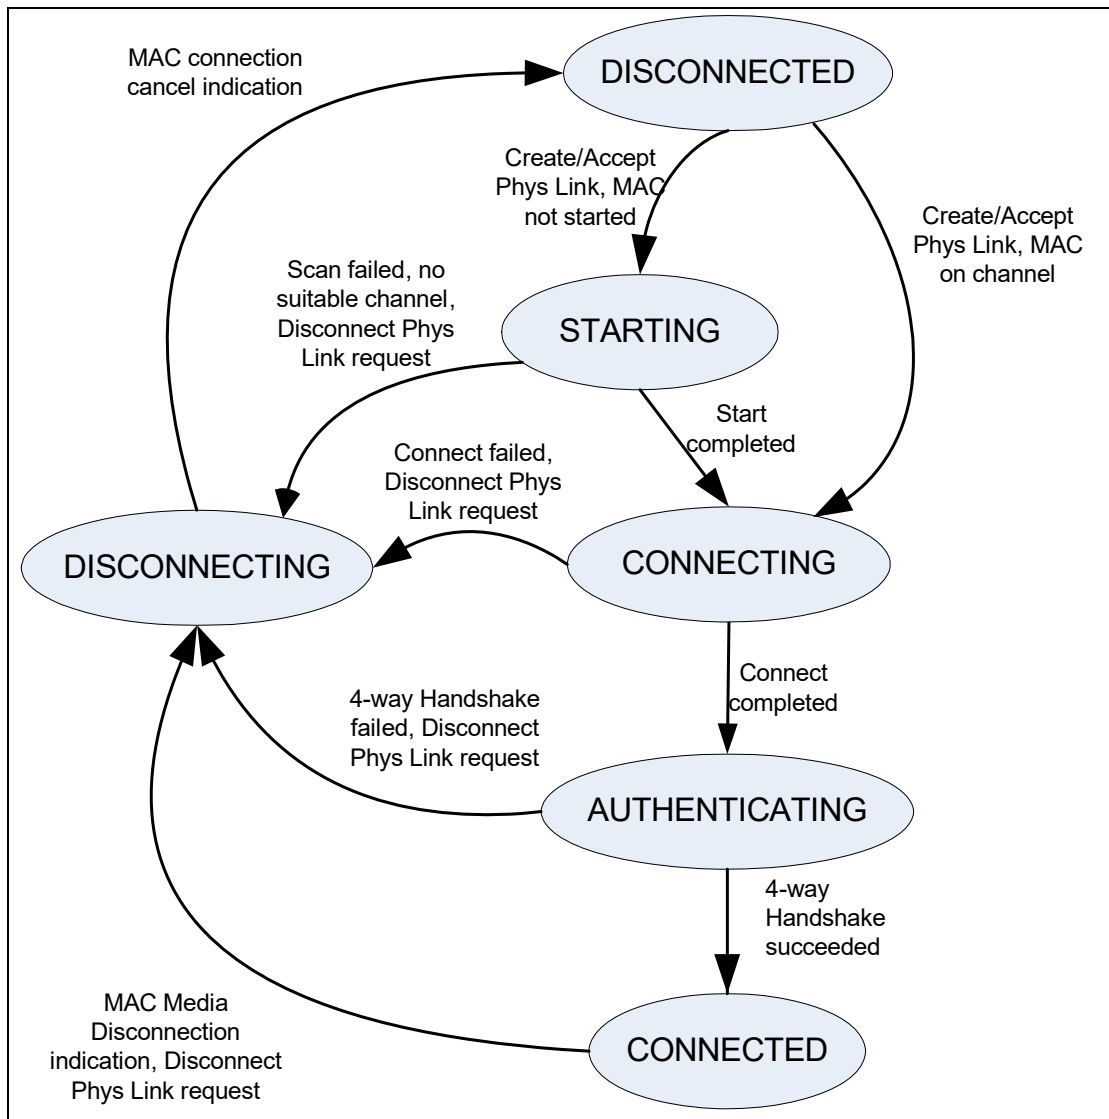 MAC connection
cancel indication
DISCONNECTED
Create/Accept
Phys Link, MAC
not started
Create/Accept
Phys Link, MAC
on channel
Scan failed, no
suitable channel,
Disconnect Phys
Link request
STARTING
Start
completed
Connect failed,
Disconnect Phys
Link request
DISCONNECTING
CONNECTING
Connect
completed
4-way Handshake
failed, Disconnect
Phys Link request
AUTHENTICATING
4-way
Handshake
succeeded
MAC Media
Disconnection
indication, Disconnect
Phys Link request
CONNECTED